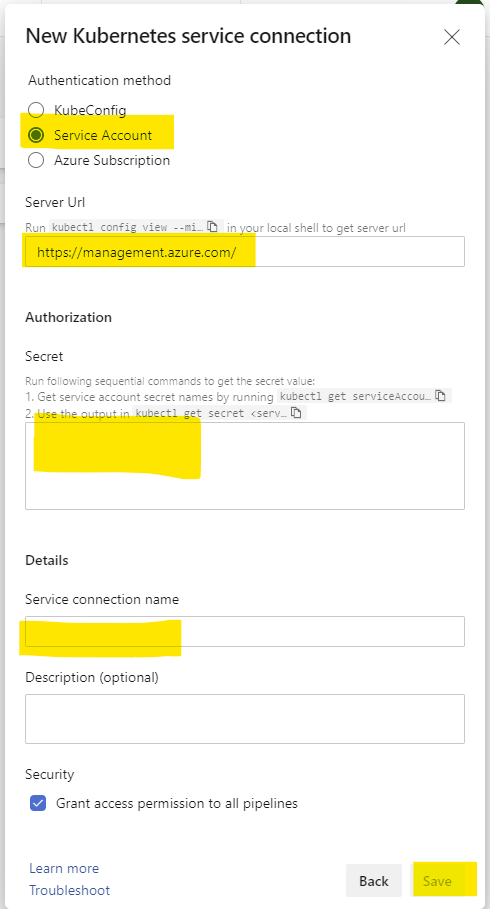 New Kubernetes service connection
Authentication method
KubeConfig
Service Account
Azure Subscription
Server Url
Run kubectl config view --mi… in your local shell to get server url
https://management.azure.com/
Authorization
Secret
Run following sequential commands to get the secret value:
1. Get service account secret names by running kubectl get serviceAccou…
2. Use the output in kubectl get secret <serv…
Details
Service connection name
Description (optional)
Security
Grant access permission to all pipelines
Learn more
Troubleshoot
Back
Save